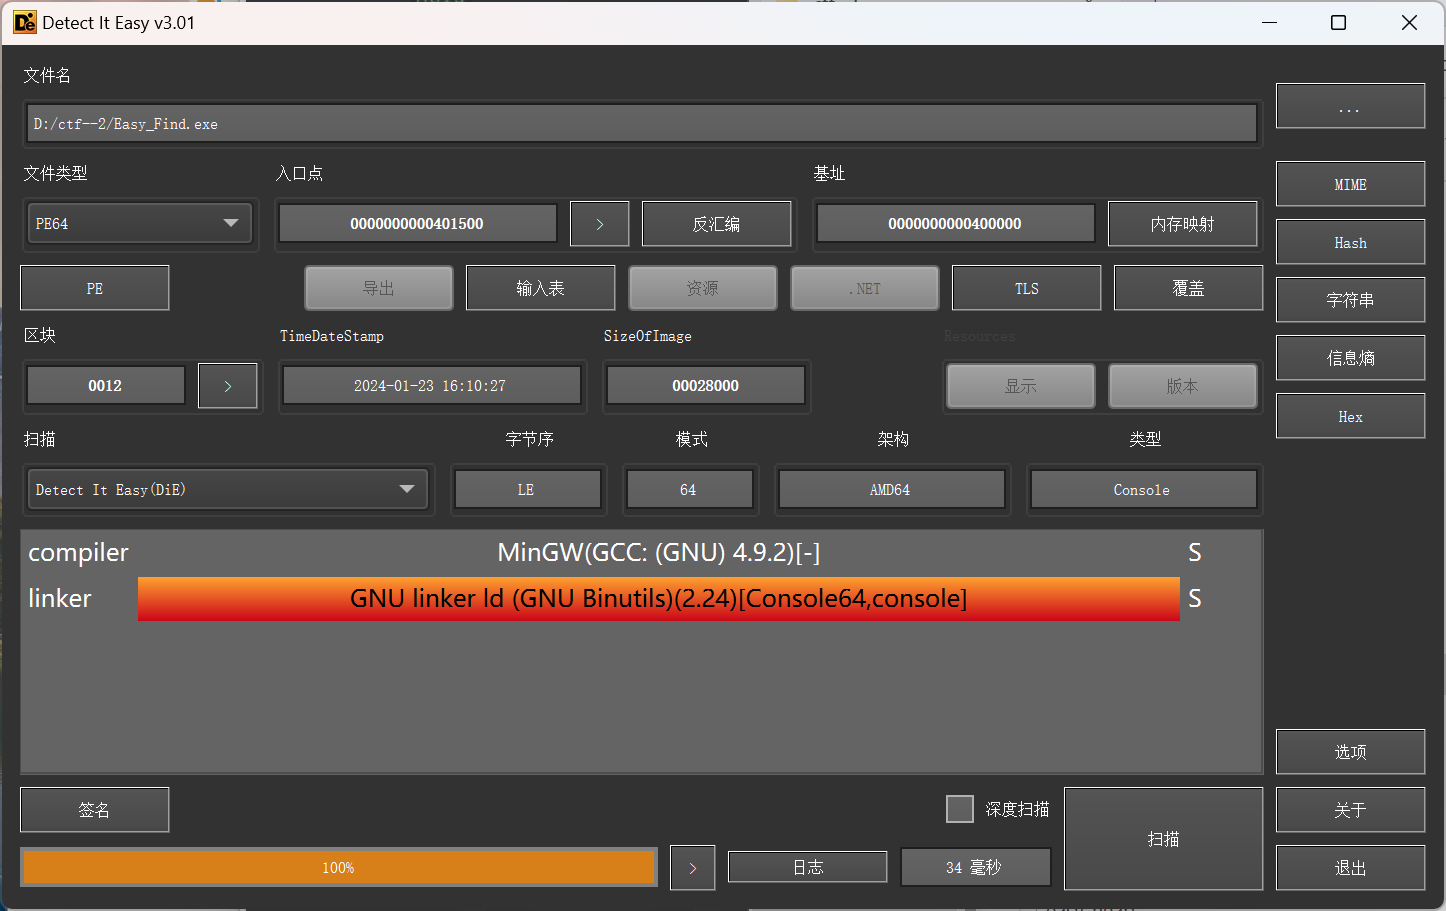 Detect It Easy v3.01
文件名
D:/ctf--2/Easy_Find.exe
...
文件类型 入口点 基址
PE64 0000000000401500 > 反汇编 0000000000400000 内存映射 MIME
Hash
PE 导出 输入表 资源 .NET TLS 覆盖
字符串
区块 TimeDateStamp SizeOfImage Resources
信息熵
0012 > 2024-01-23 16:10:27 00028000 显示 版本
Hex
扫描 字节序 模式 架构 类型
Detect It Easy(DiE) LE 64 AMD64 Console
compiler MinGW(GCC: (GNU) 4.9.2)[-] S
linker GNU linker ld (GNU Binutils)(2.24)[Console64,console] S
选项
签名 深度扫描 扫描 关于
100% > 日志 34 毫秒 退出